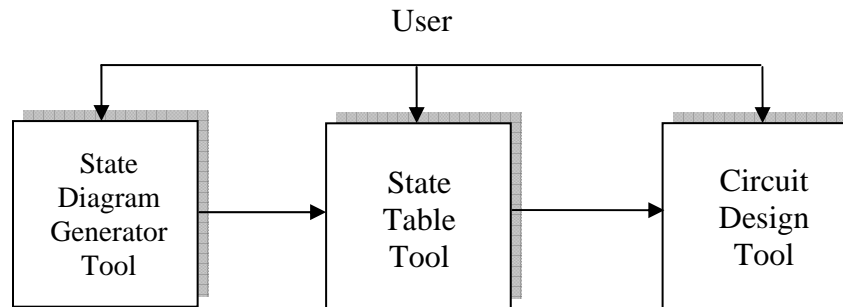 User
State
Diagram
Generator
Tool
State
Table
Tool
Circuit
Design
Tool